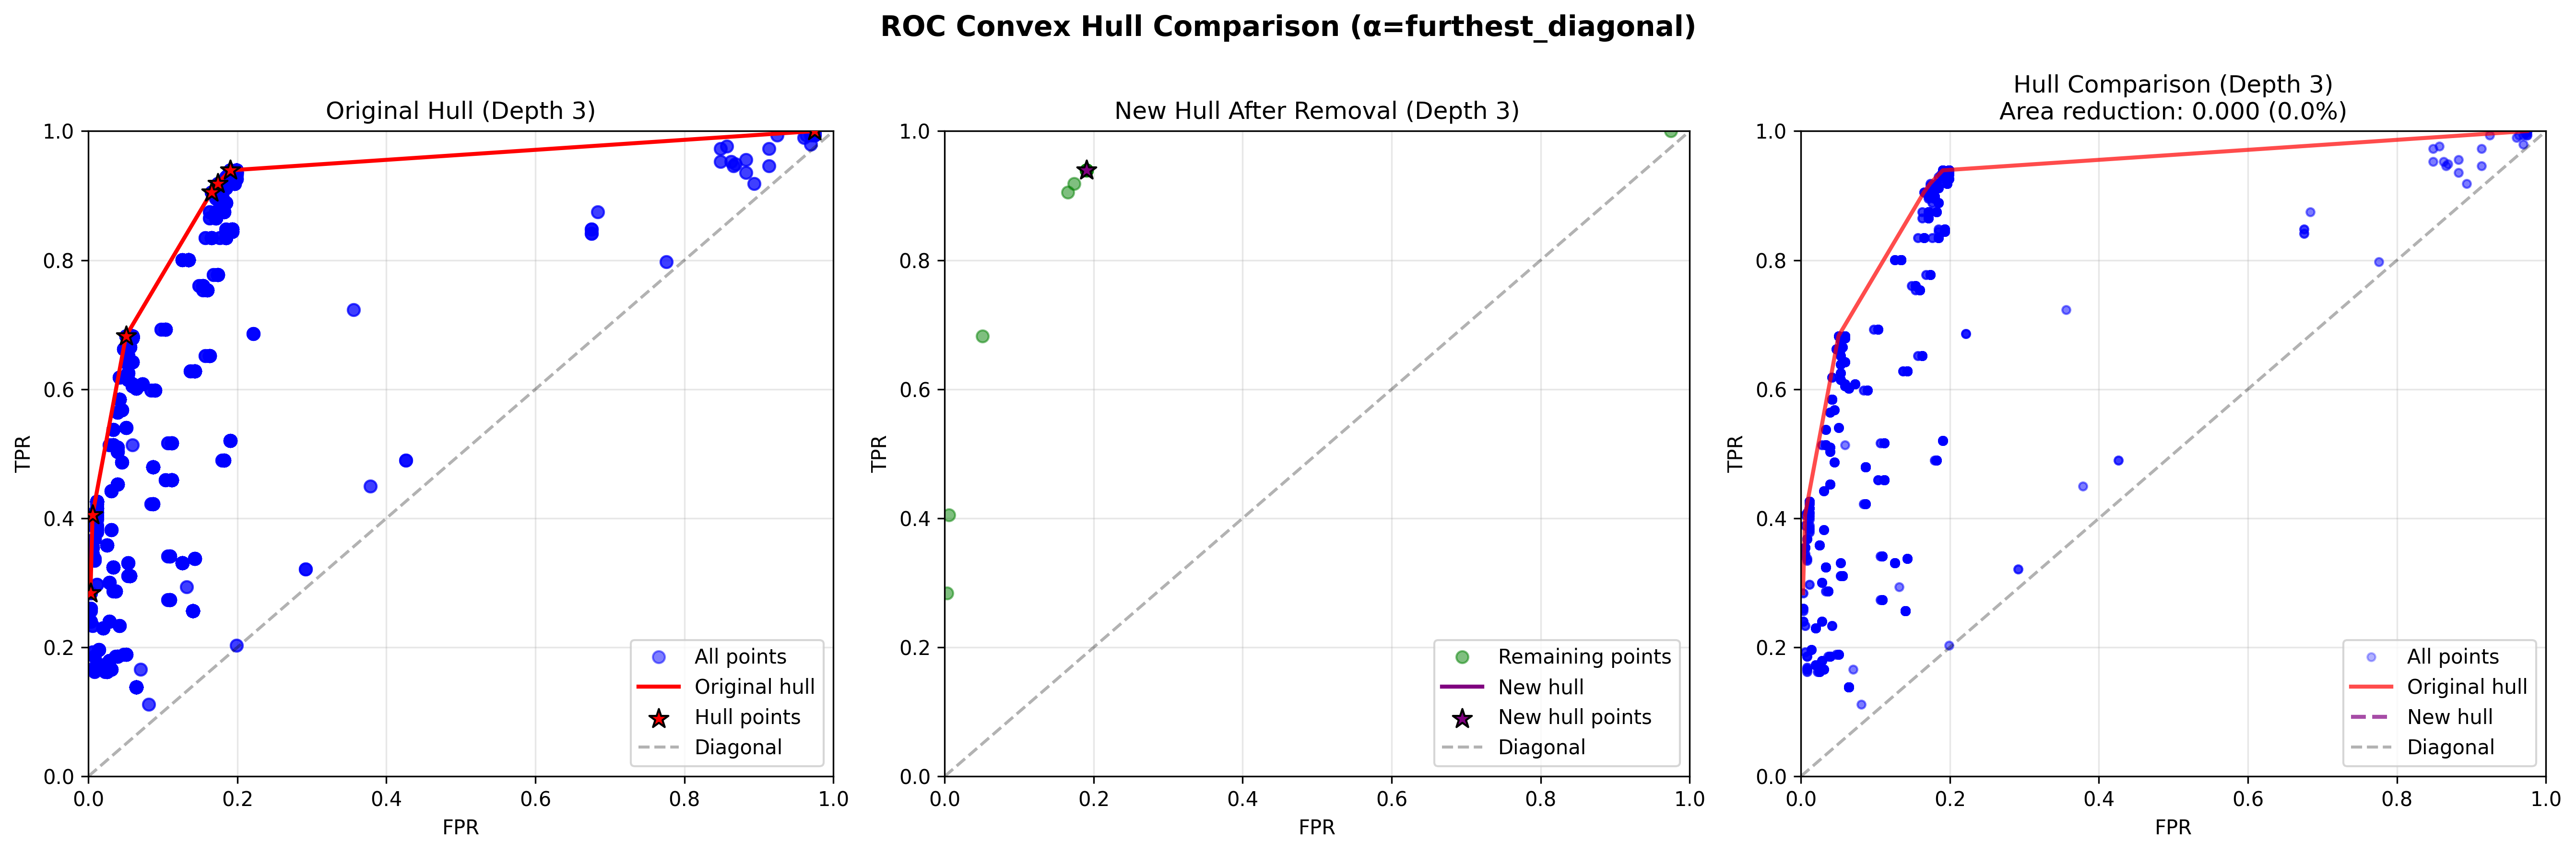 ROC Convex Hull Comparison (α=furthest_diagonal)
Original Hull (Depth 3)
1.0
0.8
0.6
0.4
0.2
0.0
TPR
0.0 0.2 0.4 0.6 0.8 1.0
FPR
All points
Original hull
Hull points
Diagonal
New Hull After Removal (Depth 3)
1.0
0.8
0.6
0.4
0.2
0.0
TPR
0.0 0.2 0.4 0.6 0.8 1.0
FPR
Remaining points
New hull
New hull points
Diagonal
Hull Comparison (Depth 3)
Area reduction: 0.000 (0.0%)
1.0
0.8
0.6
0.4
0.2
0.0
TPR
0.0 0.2 0.4 0.6 0.8 1.0
FPR
All points
Original hull
New hull
Diagonal